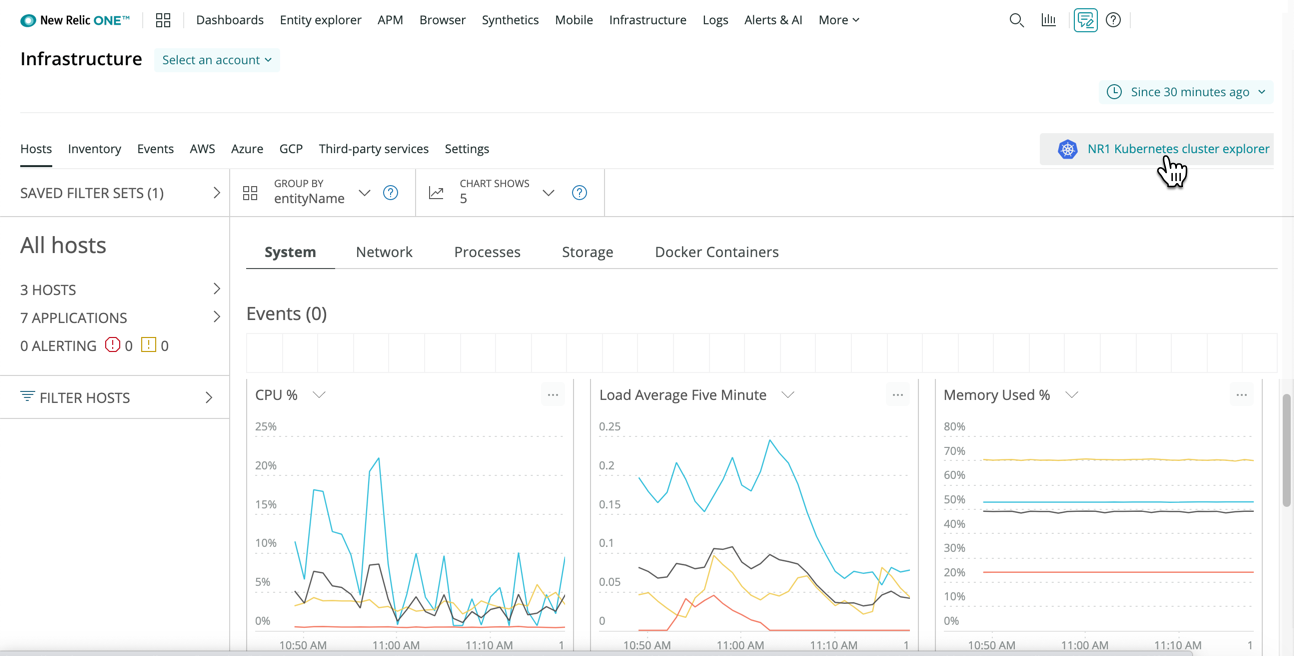 New Relic ONE™ Dashboards Entity explorer APM Browser Synthetics Mobile Infrastructure Logs Alerts & AI More
Infrastructure Select an account
Since 30 minutes ago
Hosts Inventory Events AWS Azure GCP Third-party services Settings NR1 Kubernetes cluster explorer
SAVED FILTER SETS (1)
GROUP BY
entityName
CHART SHOWS
5
All hosts
3 HOSTS
7 APPLICATIONS
0 ALERTING 0 0
FILTER HOSTS
System Network Processes Storage Docker Containers
Events (0)
CPU %
25%
20%
15%
10%
5%
0%
10:50 AM 11:00 AM 11:10 AM 1
Load Average Five Minute
0.25
0.2
0.15
0.1
0.05
0
10:50 AM 11:00 AM 11:10 AM 1
Memory Used %
80%
70%
60%
50%
40%
30%
20%
10%
0%
10:50 AM 11:00 AM 11:10 AM 1